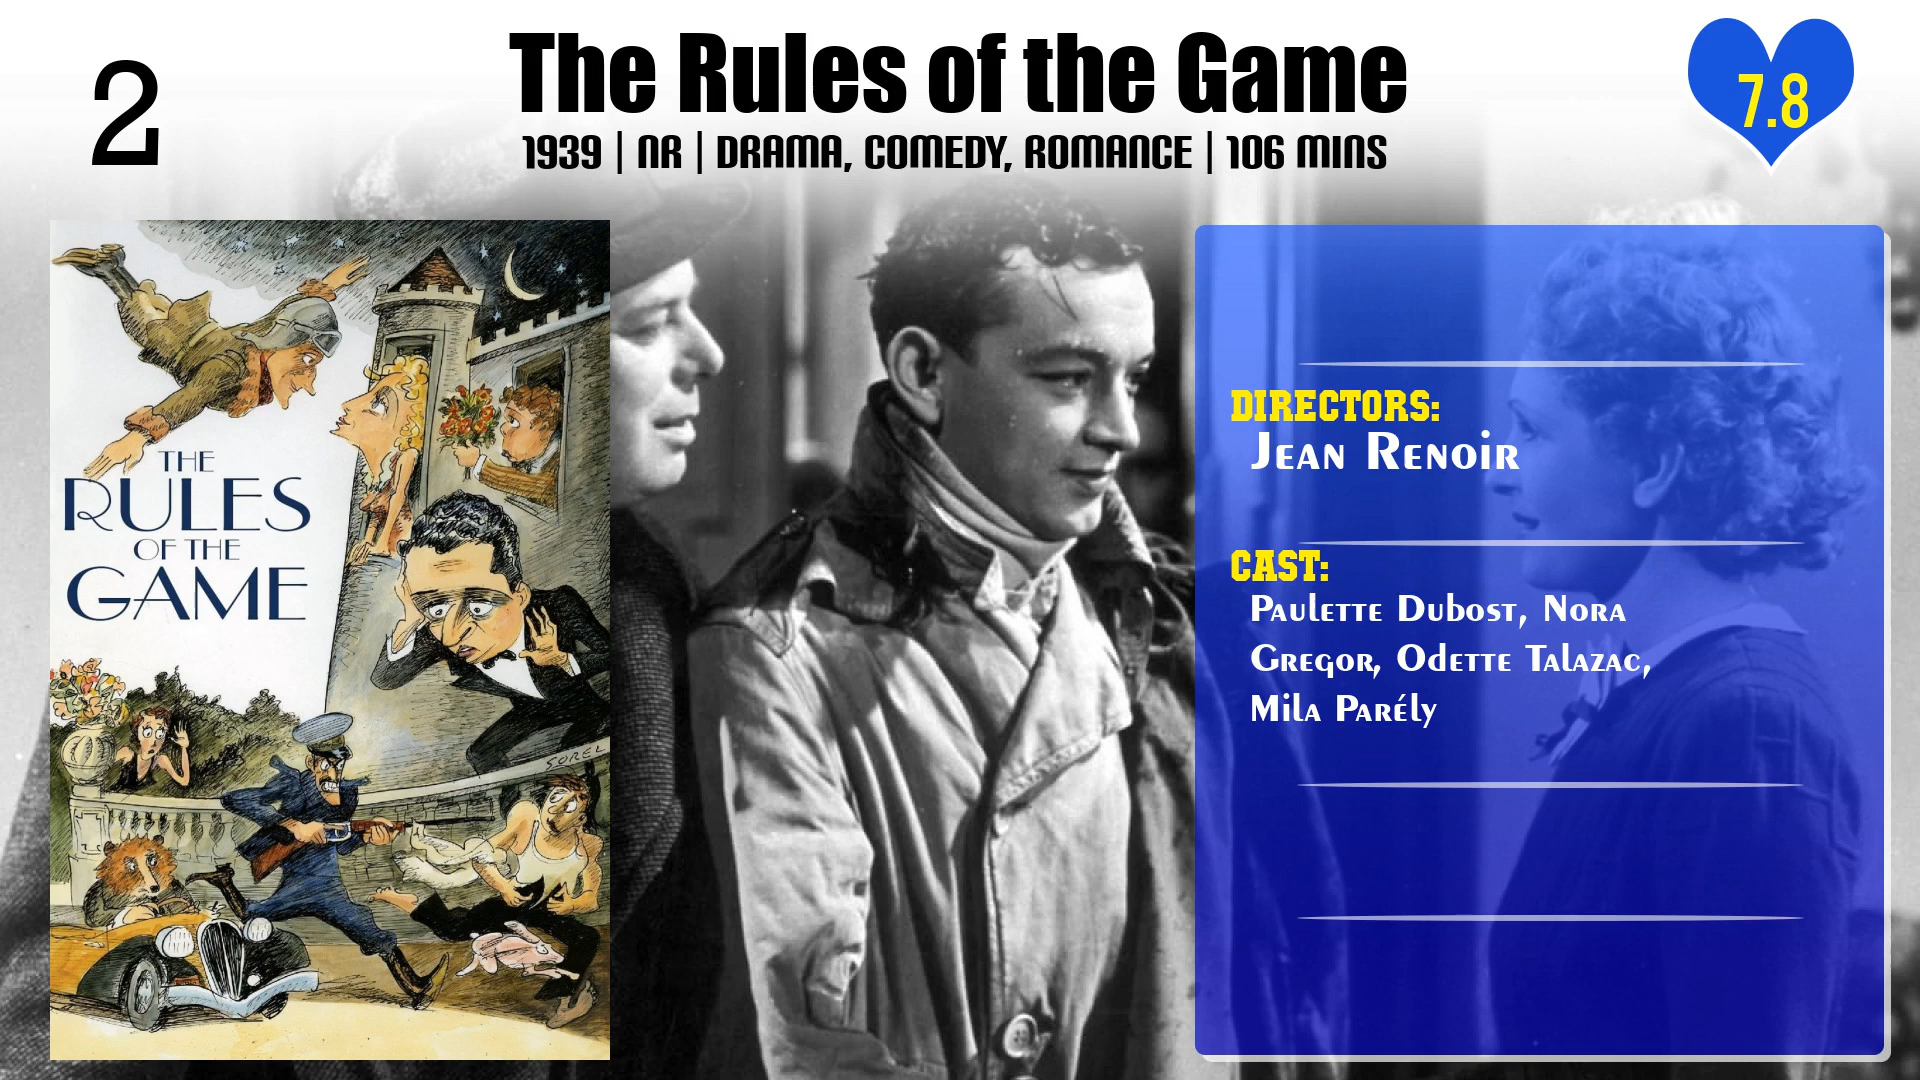 2
The Rules of the Game
7.8
1939 | NR | DRAMA, COMEDY, ROMANCE | 106 MINS
THE
RULES
OF THE
GAME
SOREL
DIRECTORS:
Jean Renoir
CAST:
Paulette Dubost, Nora
Gregor, Odette Talazac,
Mila Parély